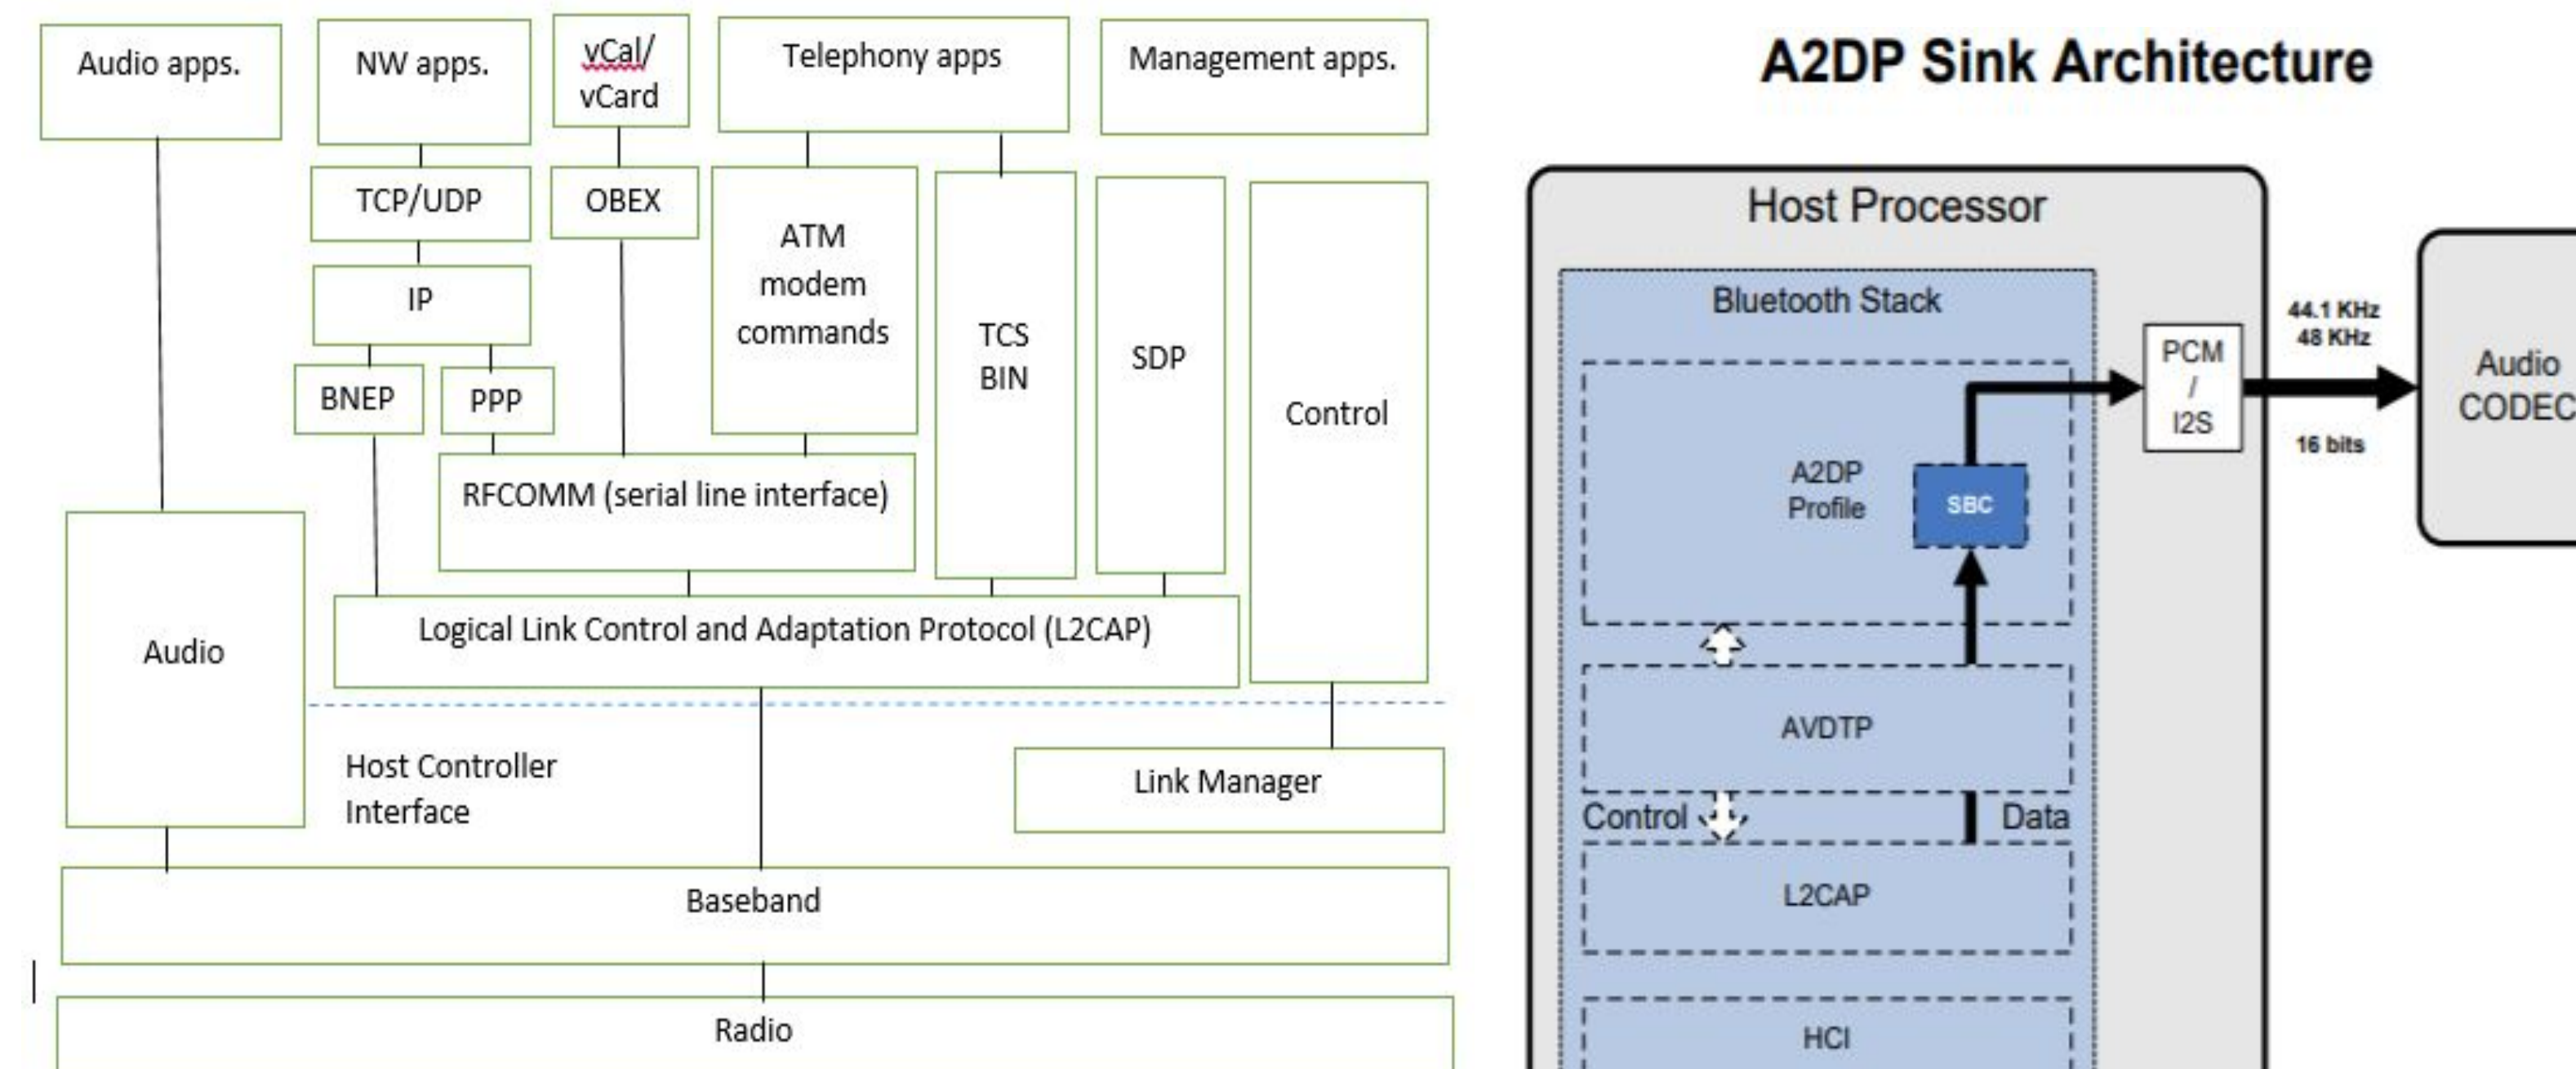 Audio apps.
NW apps.
vCal/
vCard
Telephony apps
Management apps.
TCP/UDP
OBEX
ATM
modem
commands
TCS
BIN
SDP
Control
IP
BNEP
PPP
RFCOMM (serial line interface)
Audio
Logical Link Control and Adaptation Protocol (L2CAP)
Host Controller
Interface
Link Manager
Baseband
Radio
A2DP Sink Architecture
Host Processor
Bluetooth Stack
PCM
/
I2S
44.1 KHz
48 KHz
16 bits
Audio
CODEC
A2DP
Profile
SBC
AVDTP
Control
Data
L2CAP
HCI